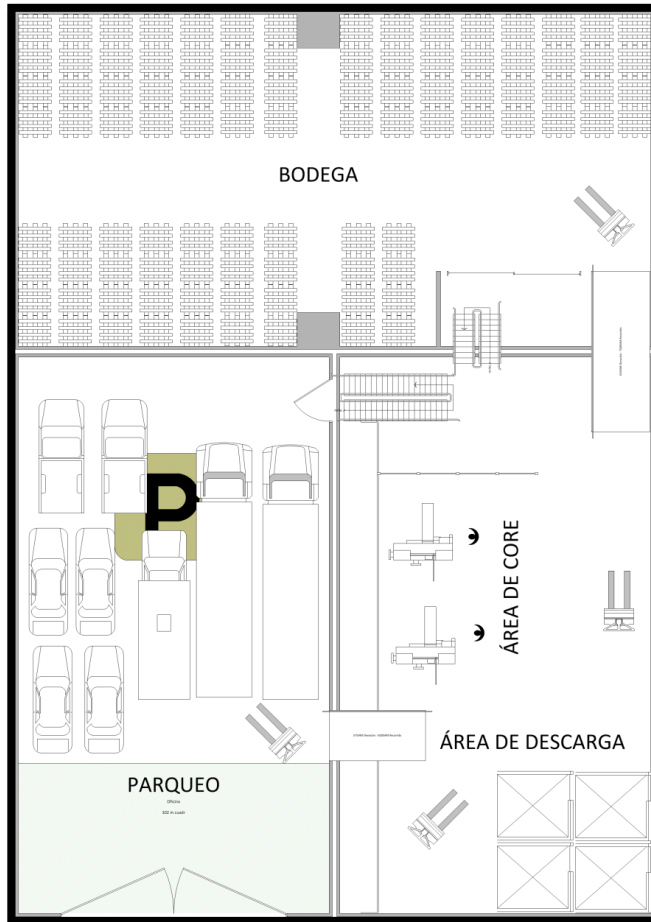 BODEGA
P
ÁREA DE CORE
ÁREA DE DESCARGA
PARQUEO
Oficina